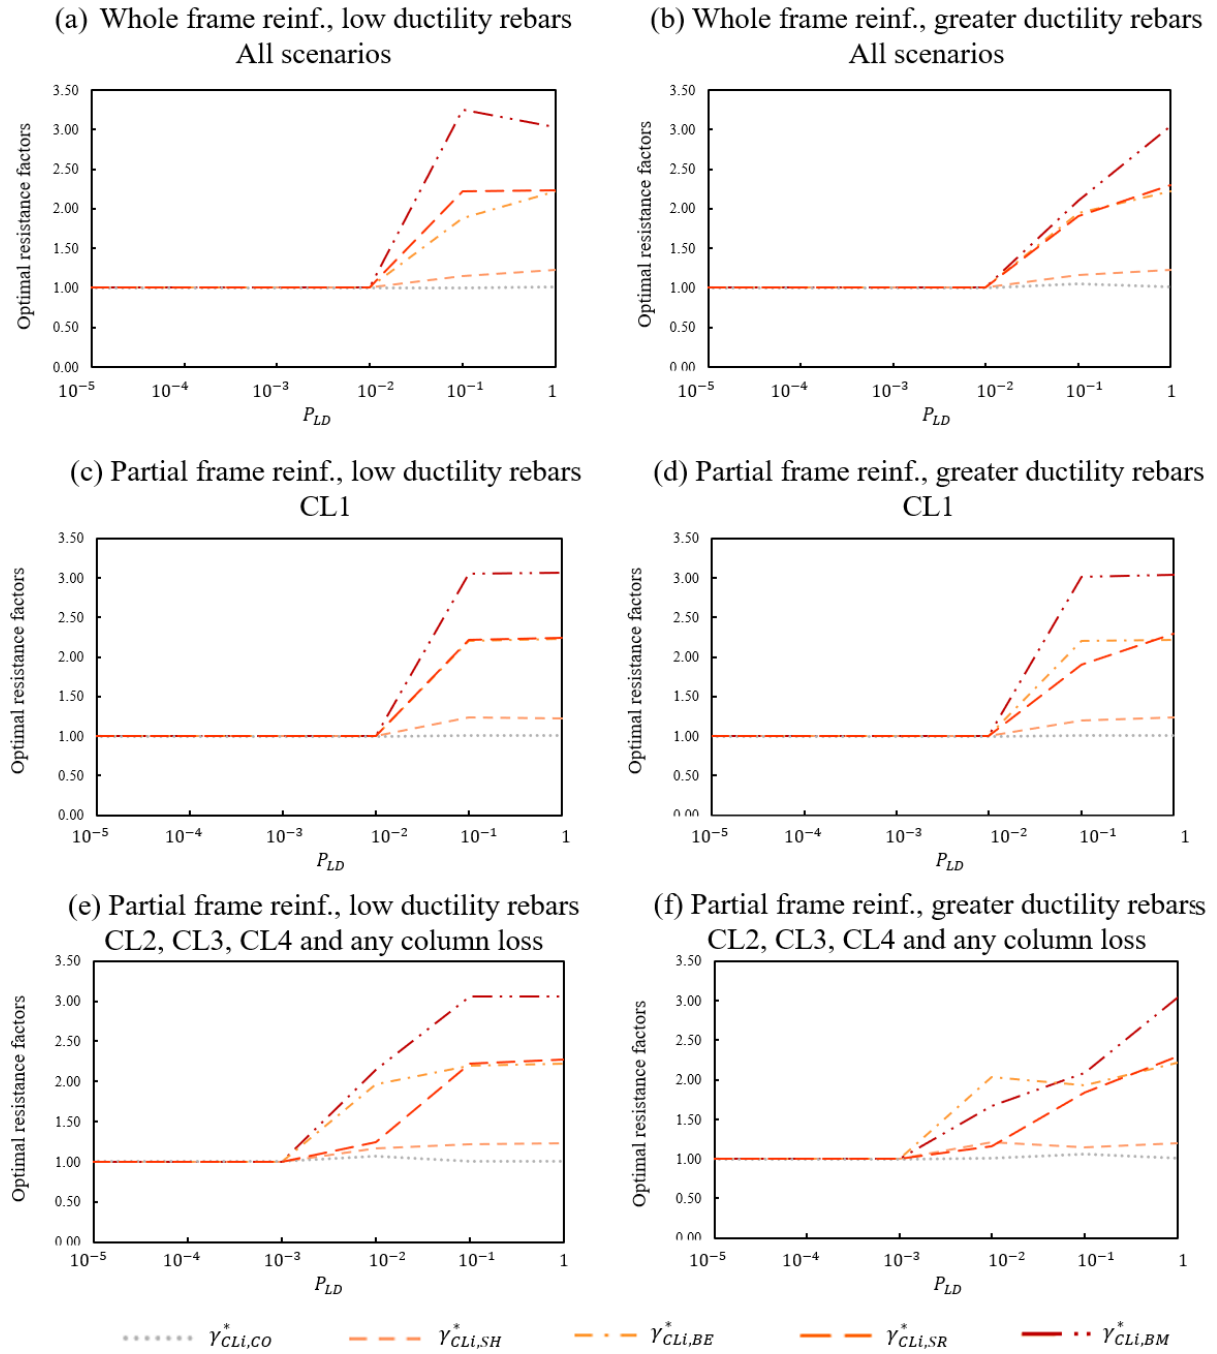 (a) Whole frame reinf., low ductility rebars
All scenarios
Optimal resistance factors
3.50
3.00
2.50
2.00
1.50
1.00
0.50
0.00
10⁻⁵ 10⁻⁴ 10⁻³ 10⁻² 10⁻¹ 1
P_LD
(b) Whole frame reinf., greater ductility rebars
All scenarios
Optimal resistance factors
3.50
3.00
2.50
2.00
1.50
1.00
0.50
0.00
10⁻⁵ 10⁻⁴ 10⁻³ 10⁻² 10⁻¹ 1
P_LD
(c) Partial frame reinf., low ductility rebars
CL1
Optimal resistance factors
3.50
3.00
2.50
2.00
1.50
1.00
0.50
0.00
10⁻⁵ 10⁻⁴ 10⁻³ 10⁻² 10⁻¹ 1
P_LD
(d) Partial frame reinf., greater ductility rebars
CL1
Optimal resistance factors
3.50
3.00
2.50
2.00
1.50
1.00
0.50
0.00
10⁻⁵ 10⁻⁴ 10⁻³ 10⁻² 10⁻¹ 1
P_LD
(e) Partial frame reinf., low ductility rebars
CL2, CL3, CL4 and any column loss
Optimal resistance factors
3.50
3.00
2.50
2.00
1.50
1.00
0.50
0.00
10⁻⁵ 10⁻⁴ 10⁻³ 10⁻² 10⁻¹ 1
P_LD
(f) Partial frame reinf., greater ductility rebarss
CL2, CL3, CL4 and any column loss
Optimal resistance factors
3.50
3.00
2.50
2.00
1.50
1.00
0.50
0.00
10⁻⁵ 10⁻⁴ 10⁻³ 10⁻² 10⁻¹ 1
P_LD
γ*_CLi,CO γ*_CLi,SH γ*_CLi,BE γ*_CLi,SR γ*_CLi,BM